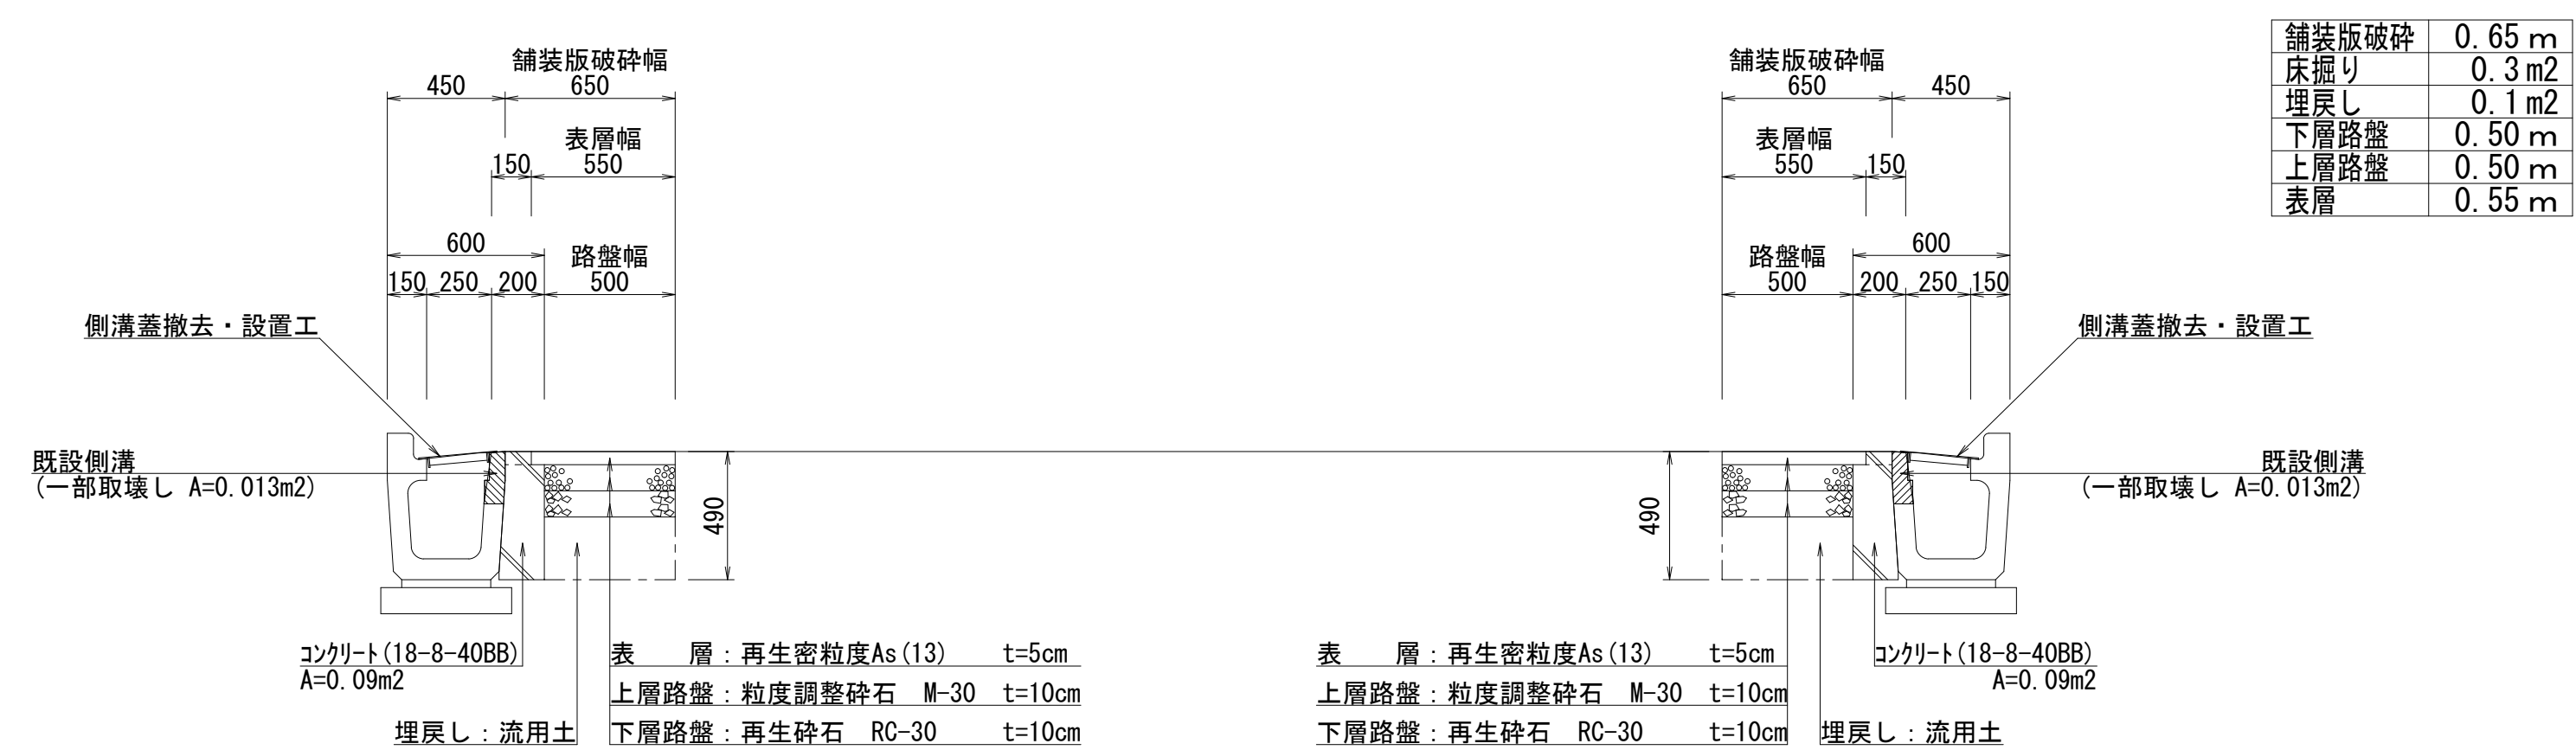 舗装版破砕 0.65 m
床掘り 0.3 m2
埋戻し 0.1 m2
下層路盤 0.50 m
上層路盤 0.50 m
表層 0.55 m
舗装版破砕幅
450 650
表層幅
150 550
600 路盤幅
150 250 200 500
側溝蓋撤去・設置工
既設側溝
(一部取壊し A=0.013m2)
490
コンクリート(18-8-40BB)
A=0.09m2
埋戻し：流用土
表　　層：再生密粒度As(13)　t=5cm
上層路盤：粒度調整砕石　M-30　t=10cm
下層路盤：再生砕石　RC-30　t=10cm
舗装版破砕幅
650 450
表層幅
550 150
路盤幅 600
500 200 250 150
側溝蓋撤去・設置工
既設側溝
(一部取壊し A=0.013m2)
490
表　　層：再生密粒度As(13)　t=5cm
上層路盤：粒度調整砕石　M-30　t=10cm
下層路盤：再生砕石　RC-30　t=10cm
コンクリート(18-8-40BB)
A=0.09m2
埋戻し：流用土